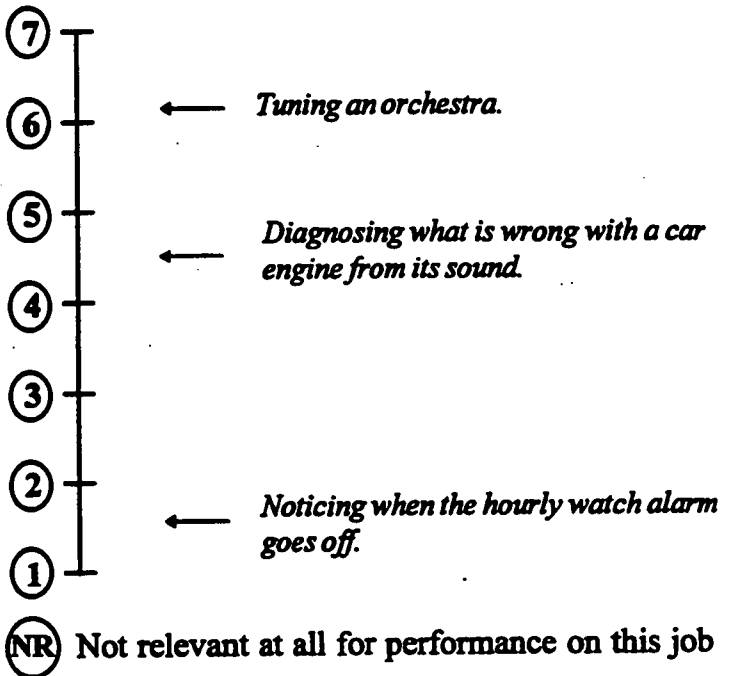 7
Tuning an orchestra.
6
5
Diagnosing what is wrong with a car
engine from its sound.
4
3
2
Noticing when the hourly watch alarm
goes off.
1
NR Not relevant at all for performance on this job